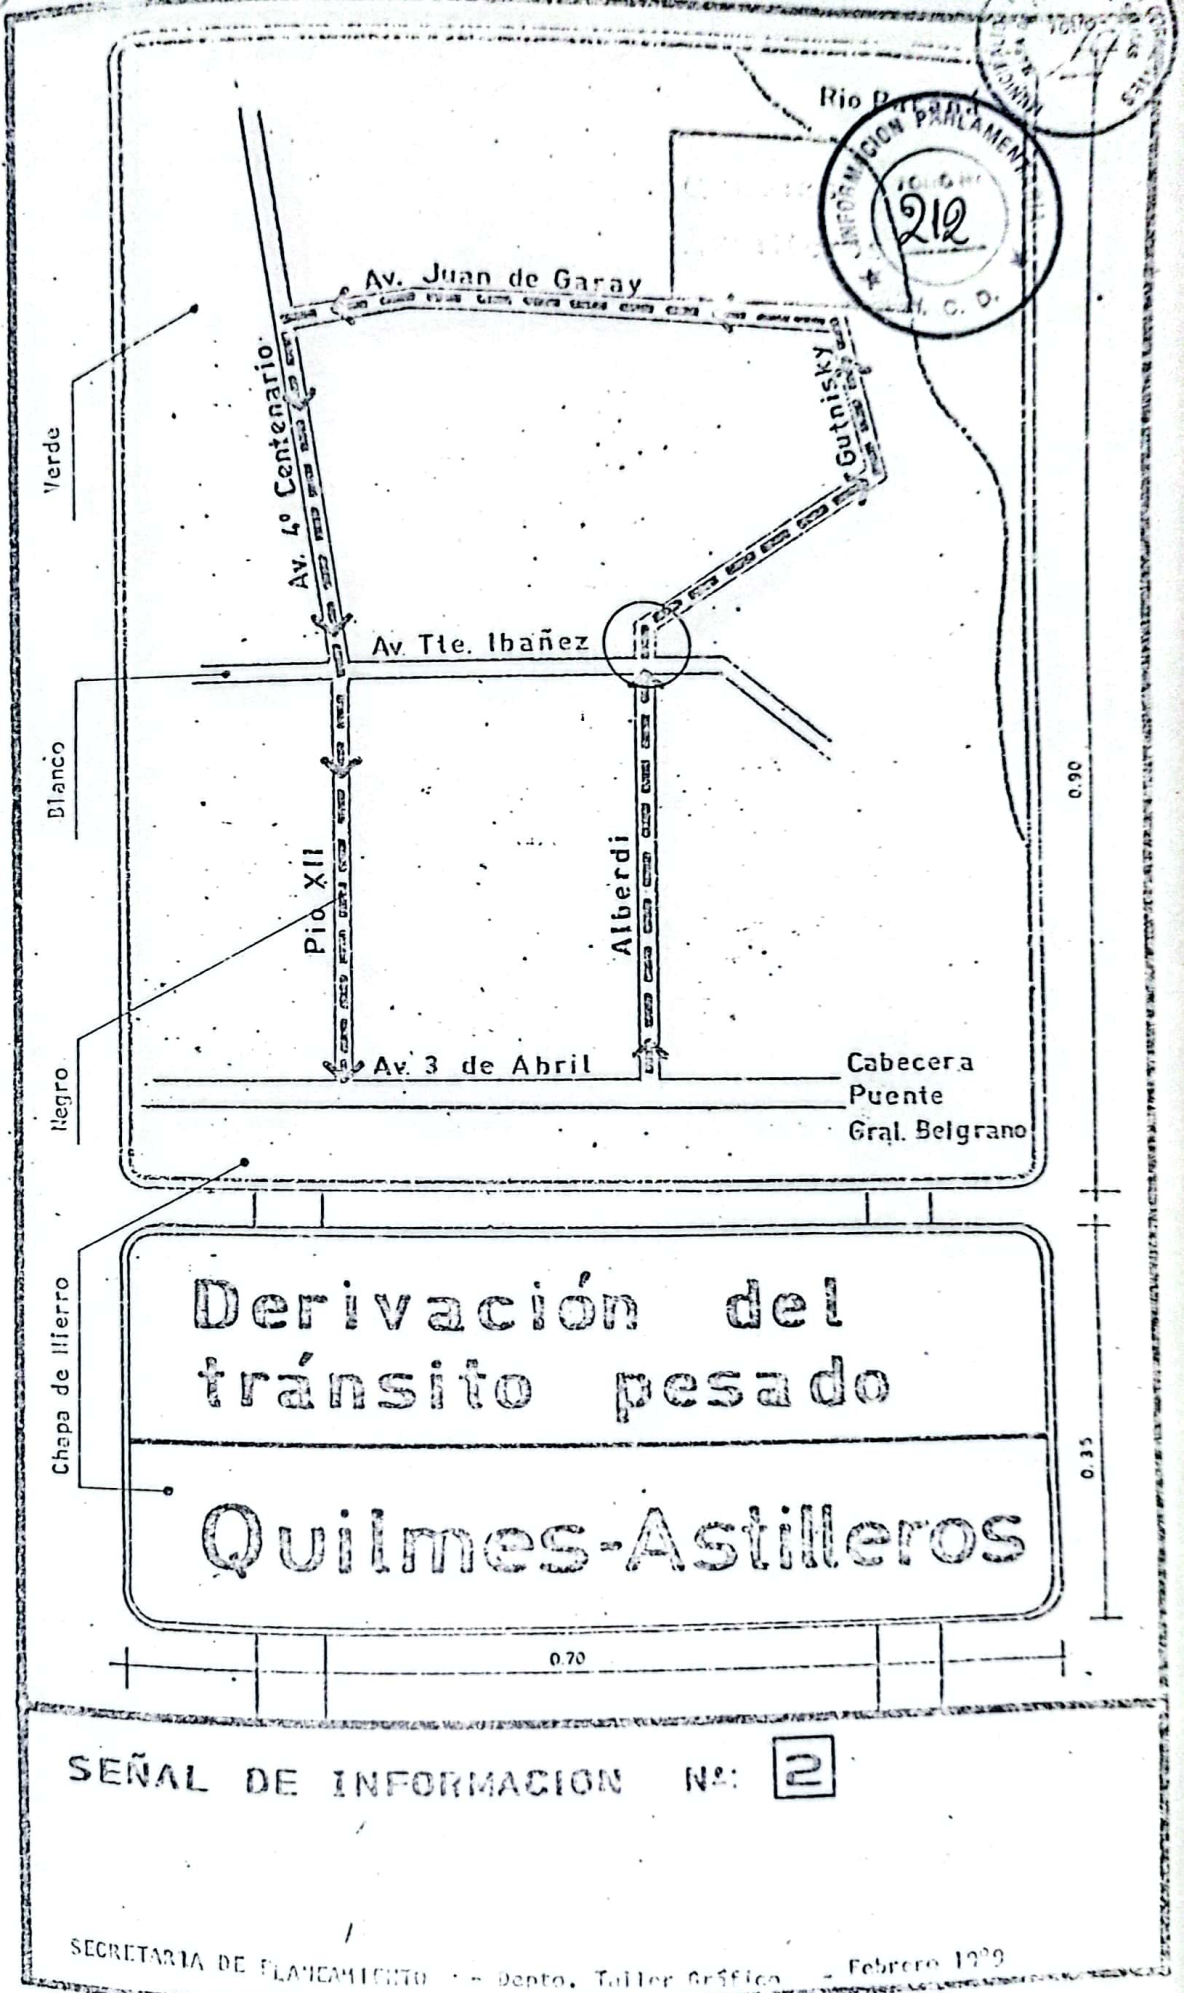 Rio Paraná
INFORMACION PARLAMENTARIA
FOLIO Nº
212
H. C. D.
Av. Juan de Garay
Gutnisky
Av. 4º Centenario
Verde
Av. Tte. Ibañez
Blanco
0.90
Pio XII
Alberdi
Negro
Av. 3 de Abril
Cabecera
Puente
Gral. Belgrano
Chapa de Hierro
Derivación del
tránsito pesado
0.35
Quilmes-Astilleros
0.70
SEÑAL DE INFORMACION Nº: 2
SECRETARIA DE PLANEAMIENTO - Depto. Taller Gráfico - Febrero